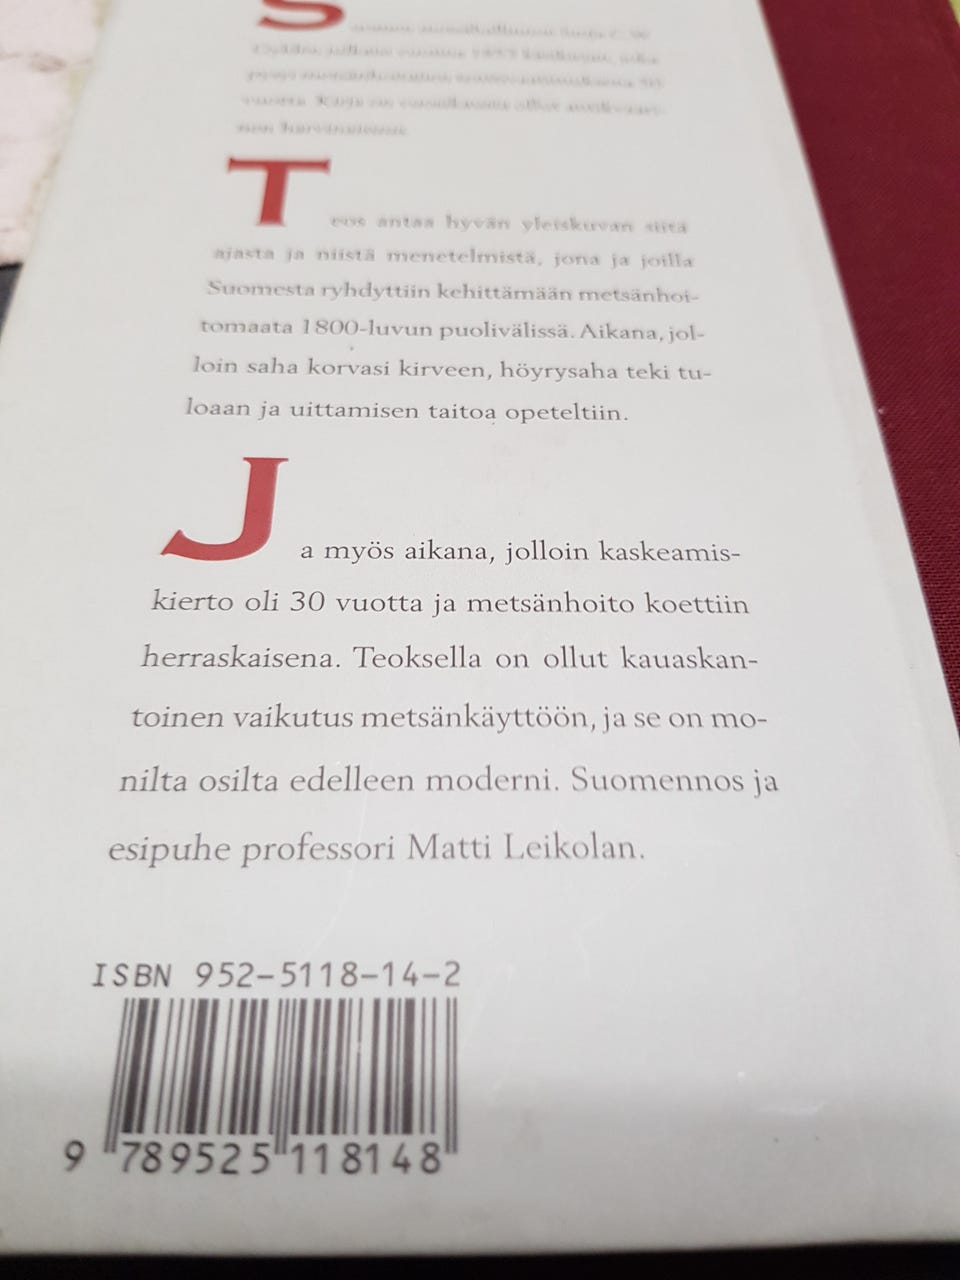 S
vuotta.
Teos antaa hyvän yleiskuvan siitä
ajasta ja niistä menetelmistä, jona ja joilla
Suomesta ryhdyttiin kehittämään metsänhoi-
tomaata 1800-luvun puolivälissä. Aikana, jol-
loin saha korvasi kirveen, höyrysaha teki tu-
loaan ja uittamisen taitoa opeteltiin.
Ja myös aikana, jolloin kaskeamis-
kierto oli 30 vuotta ja metsänhoito koettiin
herraskaisena. Teoksella on ollut kauaskan-
toinen vaikutus metsänkäyttöön, ja se on mo-
nilta osilta edelleen moderni. Suomennos ja
esipuhe professori Matti Leikolan.
ISBN 952-5118-14-2
9 789525 118148